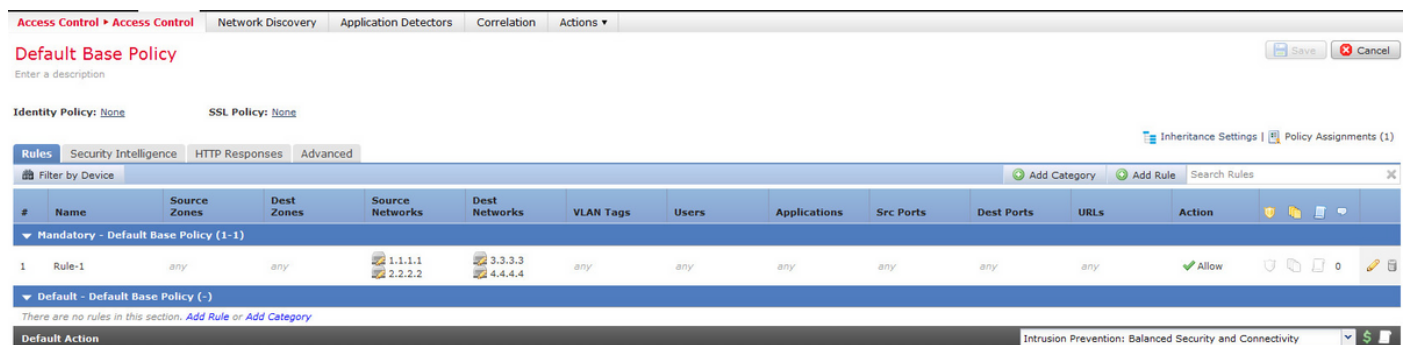 Access Control ▸ Access Control Network Discovery Application Detectors Correlation Actions ▾
Default Base Policy
Save Cancel
Enter a description
Identity Policy: None SSL Policy: None
Inheritance Settings | Policy Assignments (1)
Rules Security Intelligence HTTP Responses Advanced
Filter by Device Add Category Add Rule Search Rules
# Name Source Zones Dest Zones Source Networks Dest Networks VLAN Tags Users Applications Src Ports Dest Ports URLs Action
Mandatory - Default Base Policy (1-1)
1 Rule-1 any any 1.1.1.1 3.3.3.3 any any any any any any Allow 0
2.2.2.2 4.4.4.4
Default - Default Base Policy (-)
There are no rules in this section. Add Rule or Add Category
Default Action Intrusion Prevention: Balanced Security and Connectivity $